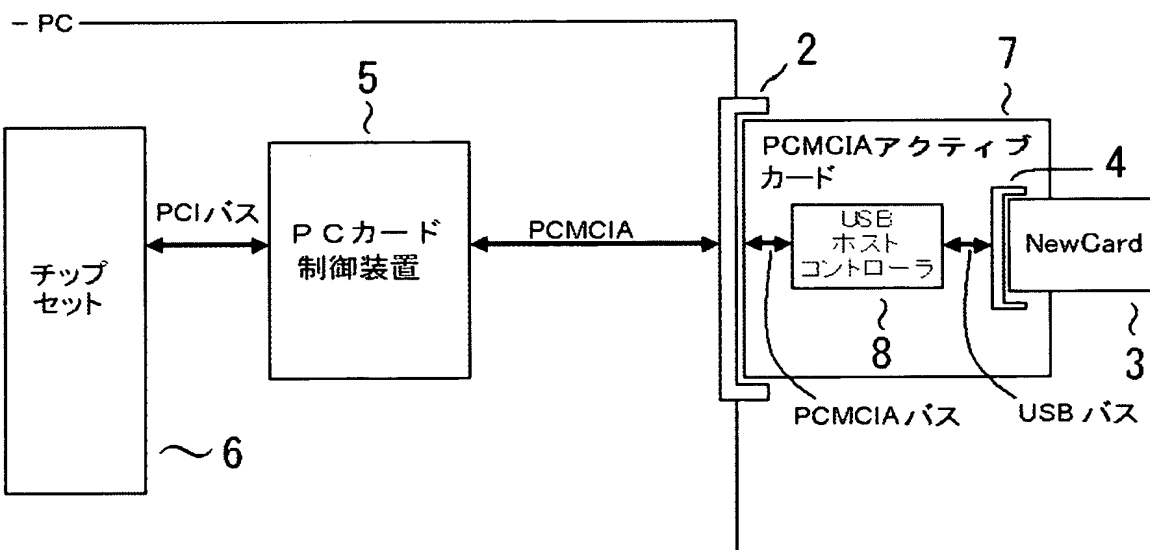 PC
2
7
5
PCMCIAアクティブ
カード
4
PCIバス
PCカード
制御装置
PCMCIA
USB
ホスト
コントローラ
NewCard
チップ
セット
8
3
PCMCIAバス
USBバス
6